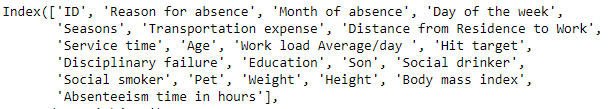 Index(['ID', 'Reason for absence', 'Month of absence', 'Day of the week',
'Seasons', 'Transportation expense', 'Distance from Residence to Work',
'Service time', 'Age', 'Work load Average/day ', 'Hit target',
'Disciplinary failure', 'Education', 'Son', 'Social drinker',
'Social smoker', 'Pet', 'Weight', 'Height', 'Body mass index',
'Absenteeism time in hours'],